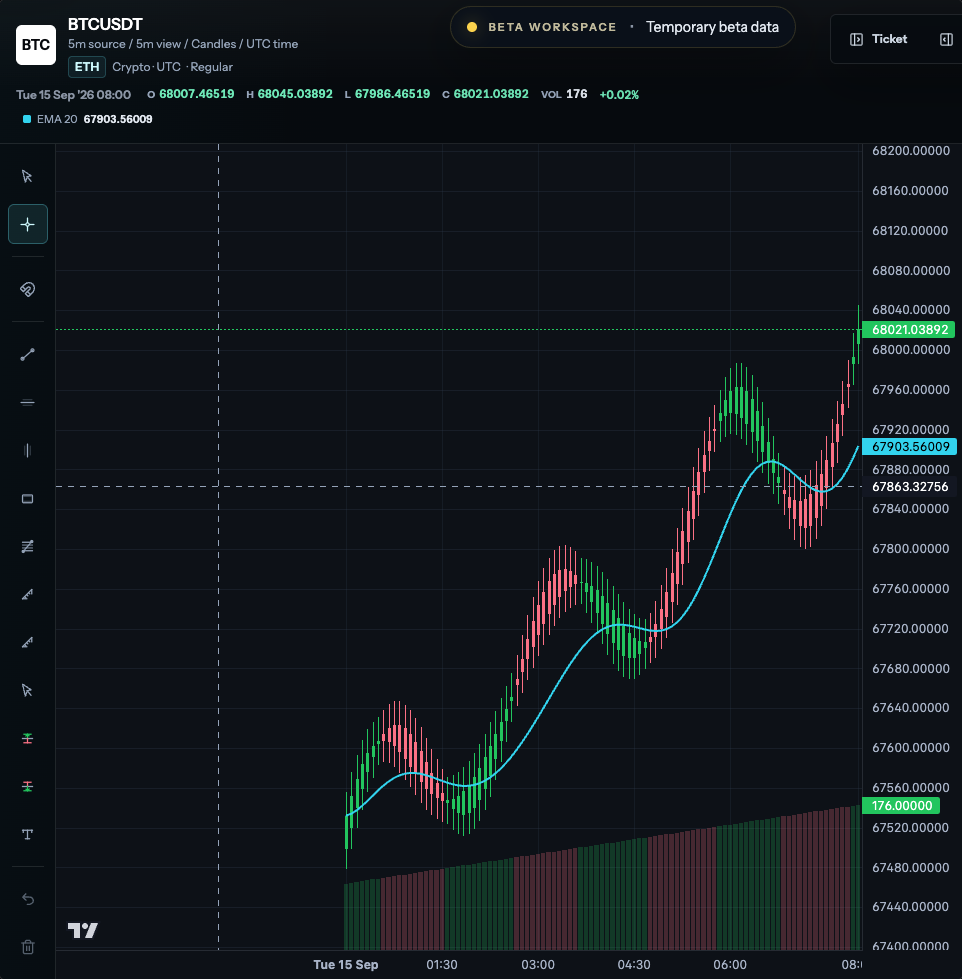 BTC
BTCUSDT
5m source / 5m view / Candles / UTC time
ETH Crypto · UTC · Regular
BETA WORKSPACE · Temporary beta data
Ticket
Tue 15 Sep '26 08:00 O 68007.46519 H 68045.03892 L 67986.46519 C 68021.03892 VOL 176 +0.02%
EMA 20 67903.56009
68200.00000
68160.00000
68120.00000
68080.00000
68040.00000
68021.03892
68000.00000
67960.00000
67920.00000
67903.56009
67880.00000
67863.32756
67840.00000
67800.00000
67760.00000
67720.00000
67680.00000
67640.00000
67600.00000
67560.00000
176.00000
67520.00000
67480.00000
67440.00000
67400.00000
Tue 15 Sep 01:30 03:00 04:30 06:00 08: